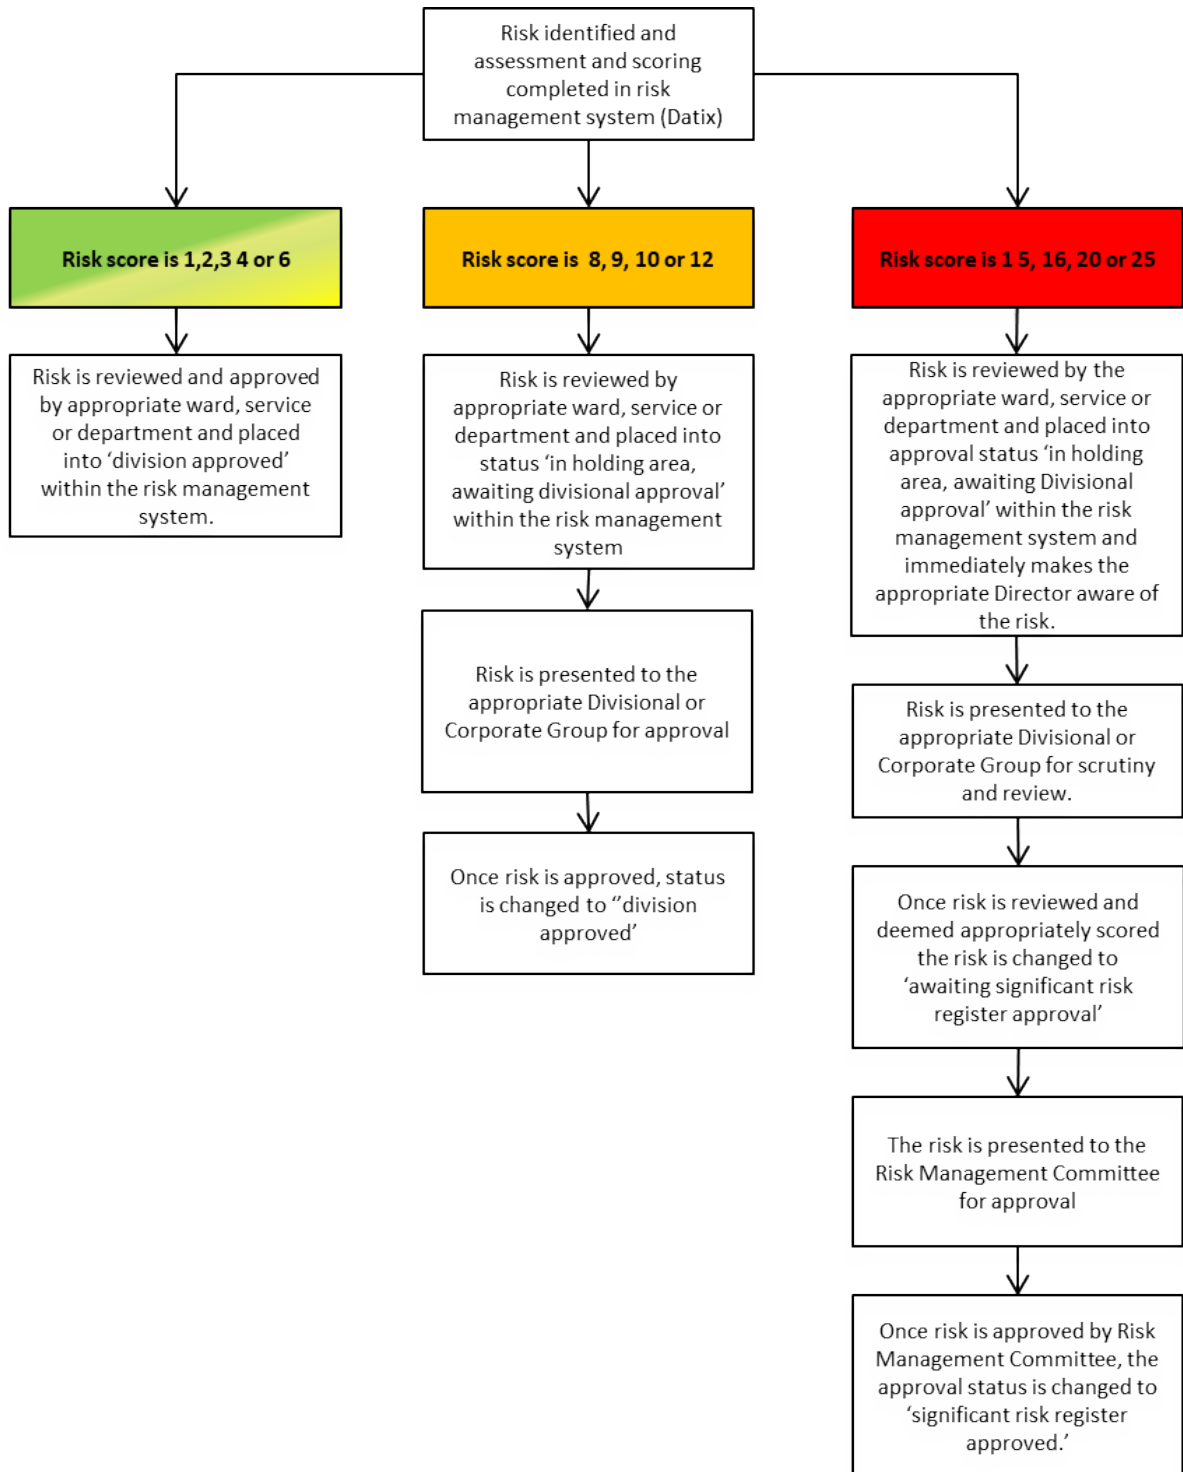 Risk identified and
assessment and scoring
completed in risk
management system (Datix)
Risk score is 1,2,3 4 or 6
Risk is reviewed and approved
by appropriate ward, service
or department and placed
into ‘division approved’
within the risk management
system.
Risk score is  8, 9, 10 or 12
Risk is reviewed by
appropriate ward, service or
department and placed into
status ‘in holding area,
awaiting divisional approval’
within the risk management
system
Risk is presented to the
appropriate Divisional or
Corporate Group for approval
Once risk is approved, status
is changed to “division
approved’
Risk score is 1 5, 16, 20 or 25
Risk is reviewed by the
appropriate ward, service or
department and placed into
approval status ‘in holding
area, awaiting Divisional
approval’ within the risk
management system and
immediately makes the
appropriate Director aware of
the risk.
Risk is presented to the
appropriate Divisional or
Corporate Group for scrutiny
and review.
Once risk is reviewed and
deemed appropriately scored
the risk is changed to
‘awaiting significant risk
register approval’
The risk is presented to the
Risk Management Committee
for approval
Once risk is approved by Risk
Management Committee, the
approval status is changed to
‘significant risk register
approved.’